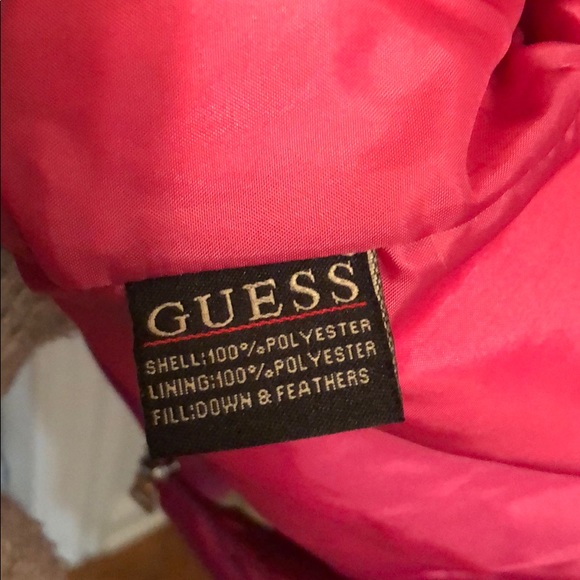 GUESS
SHELL:100%POLYESTER
LINING:100%POLYESTER
FILL:DOWN & FEATHERS